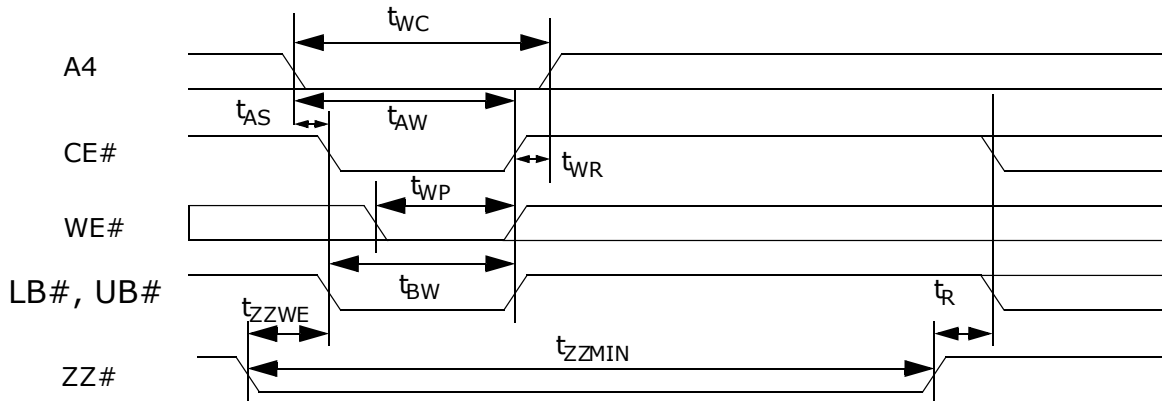 tWC
A4
tAS
tAW
CE#
tWR
tWP
WE#
LB#, UB#
tBW
tZZWE
tR
tZZMIN
ZZ#